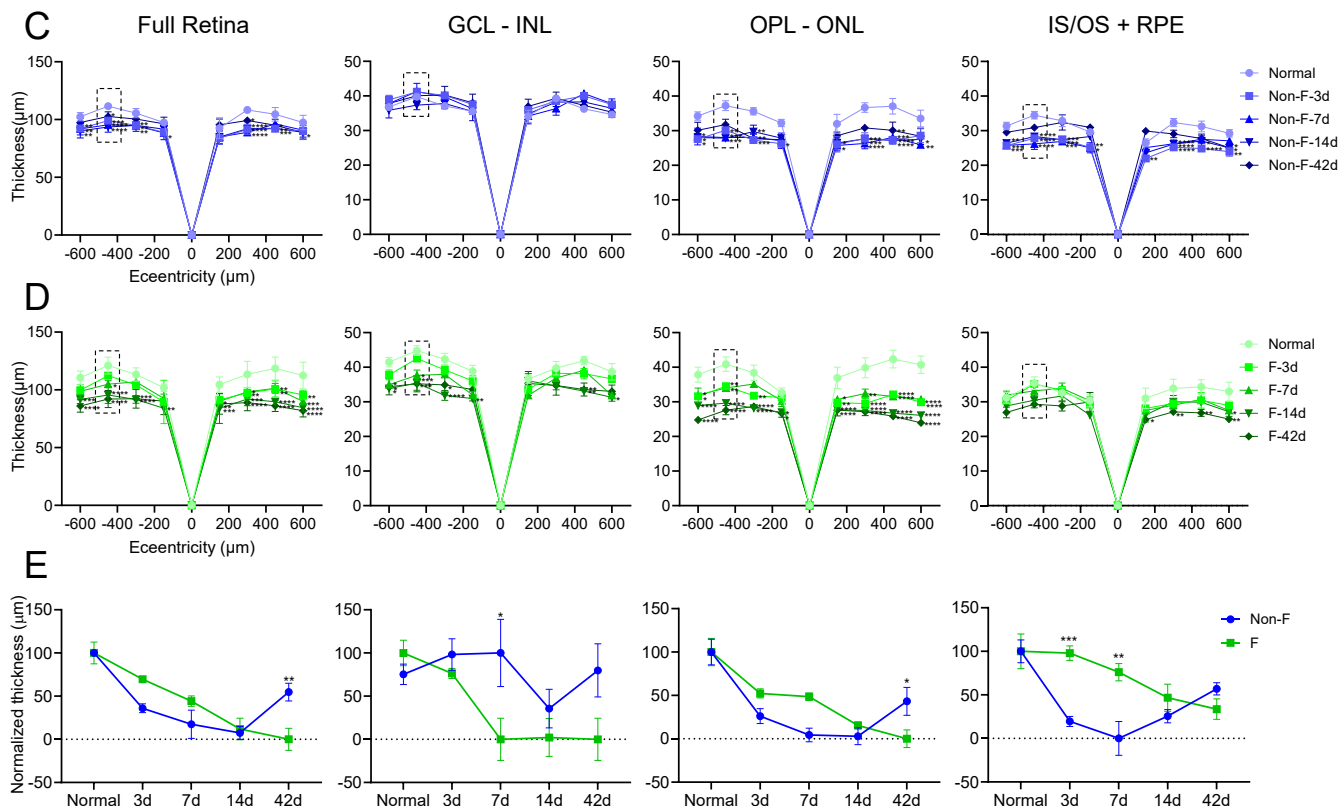 C
Full Retina
GCL - INL
OPL - ONL
IS/OS + RPE
Thickness(µm)
150
100
50
0
50
40
30
20
10
0
50
40
30
20
10
0
50
40
30
20
10
0
-600 -400 -200 0 200 400 600
-600 -400 -200 0 200 400 600
-600 -400 -200 0 200 400 600
-600 -400 -200 0 200 400 600
Eceentricity (µm)
Normal
Non-F-3d
Non-F-7d
Non-F-14d
Non-F-42d
D
Thickness(µm)
150
100
50
0
50
40
30
20
10
0
50
40
30
20
10
0
50
40
30
20
10
0
-600 -400 -200 0 200 400 600
-600 -400 -200 0 200 400 600
-600 -400 -200 0 200 400 600
-600 -400 -200 0 200 400 600
Eceentricity (µm)
Normal
F-3d
F-7d
F-14d
F-42d
E
Normalized thickness (µm)
150
100
50
0
-50
**
150
100
50
0
-50
*
150
100
50
0
-50
*
150
100
50
0
-50
***
**
Normal 3d 7d 14d 42d
Normal 3d 7d 14d 42d
Normal 3d 7d 14d 42d
Normal 3d 7d 14d 42d
Non-F
F